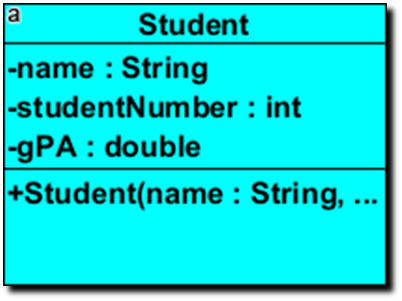 a
Student
-name : String
-studentNumber : int
-gPA : double
+Student(name : String, ...